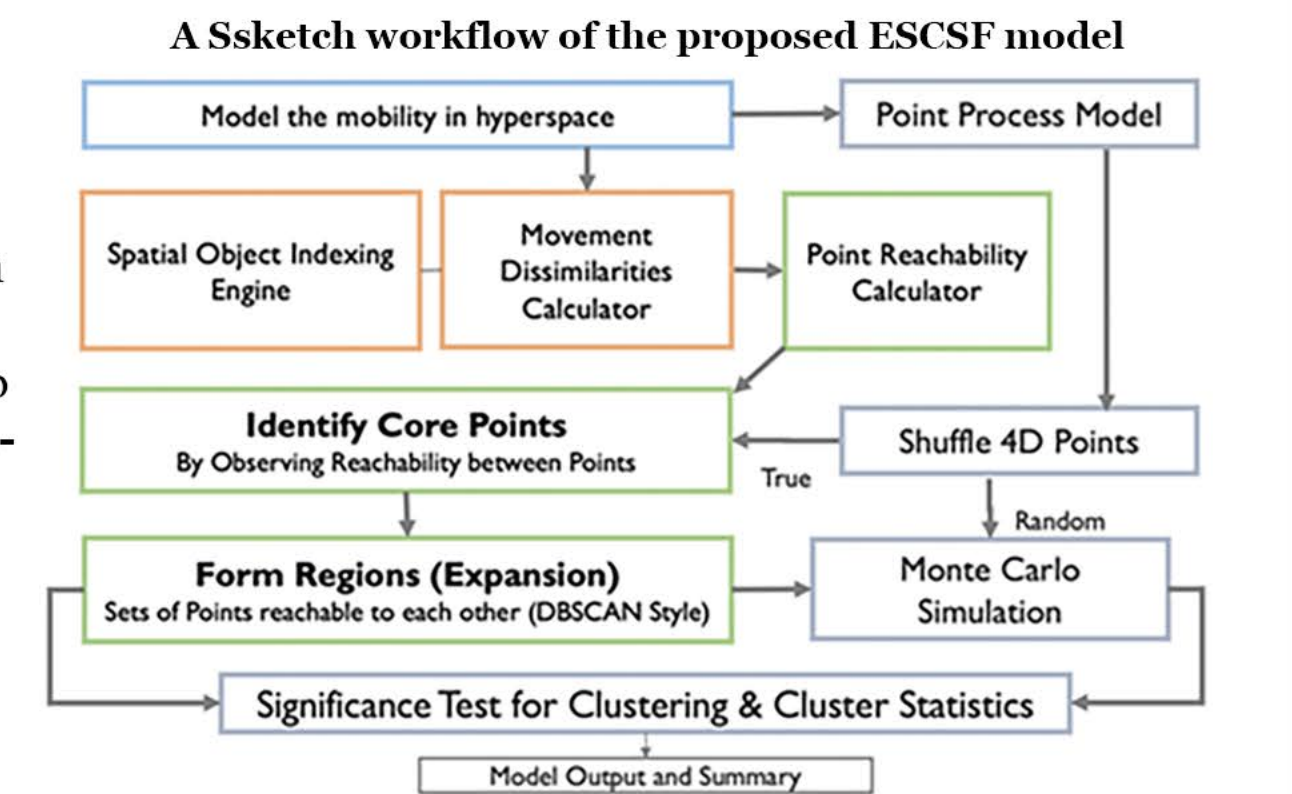 A Ssketch workflow of the proposed ESCSF model
Model the mobility in hyperspace
Point Process Model
Spatial Object Indexing
Engine
Movement
Dissimilarities
Calculator
Point Reachability
Calculator
Identify Core Points
By Observing Reachability between Points
Shuffle 4D Points
True
Random
Form Regions (Expansion)
Sets of Points reachable to each other (DBSCAN Style)
Monte Carlo
Simulation
Significance Test for Clustering & Cluster Statistics
Model Output and Summary